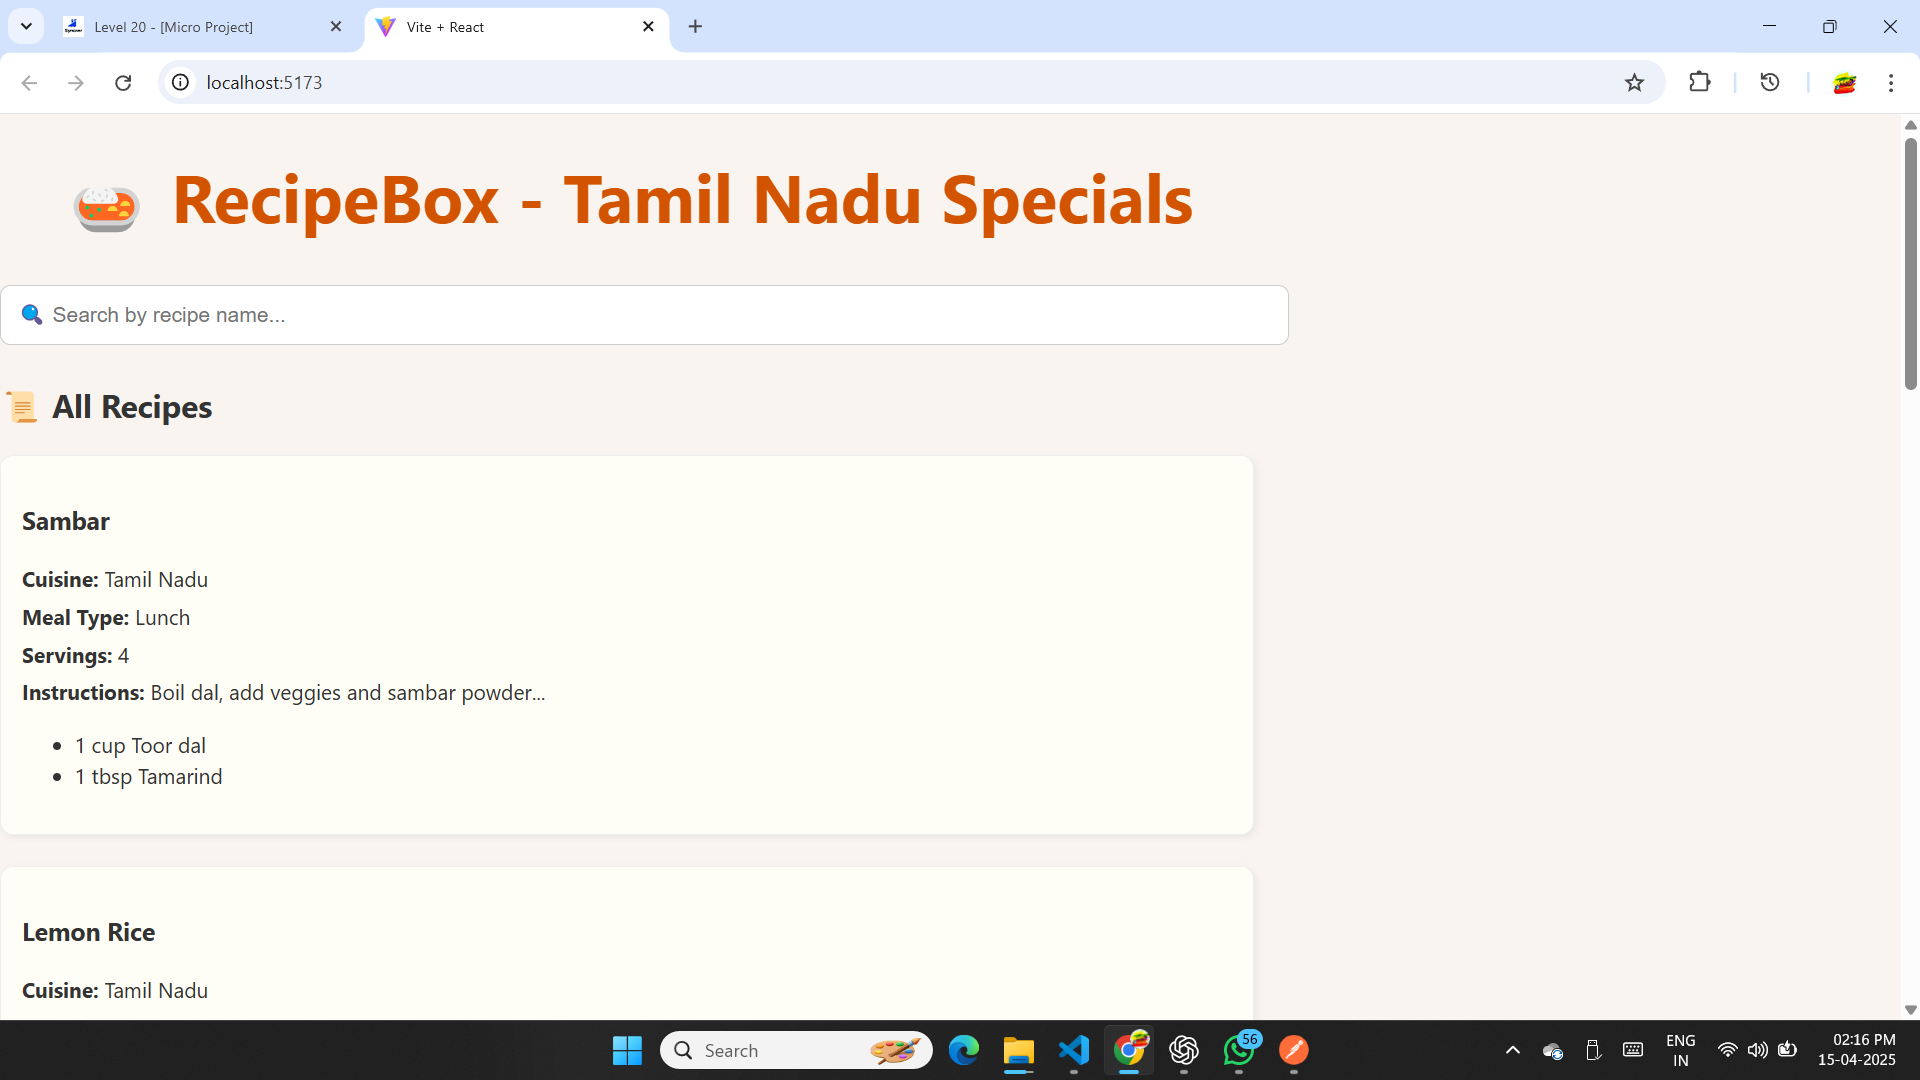 Level 20 - [Micro Project]
Vite + React
localhost:5173
RecipeBox - Tamil Nadu Specials
Search by recipe name...
All Recipes
Sambar
Cuisine: Tamil Nadu
Meal Type: Lunch
Servings: 4
Instructions: Boil dal, add veggies and sambar powder...
1 cup Toor dal
1 tbsp Tamarind
Lemon Rice
Cuisine: Tamil Nadu
Search
56
ENG
IN
02:16 PM
15-04-2025